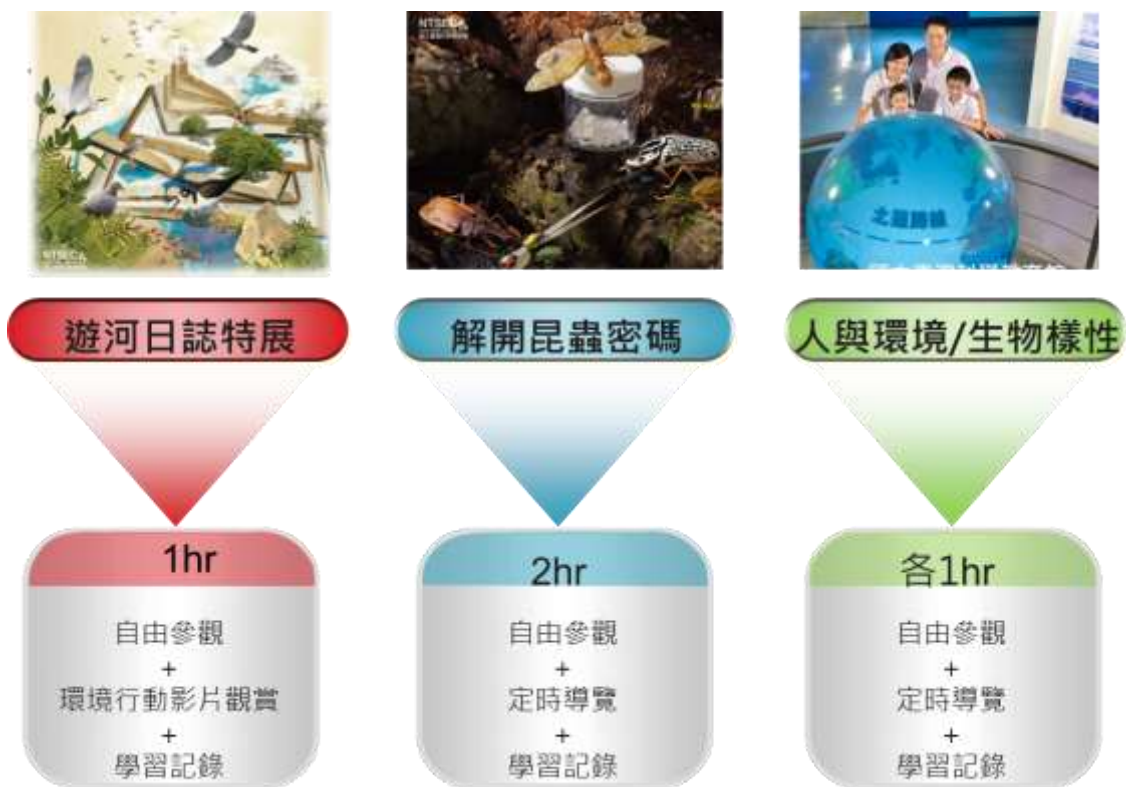 NTSEC
NTSEC
遊河日誌特展
解開昆蟲密碼
人與環境/生物樣性
1hr
自由參觀
+
環境行動影片觀賞
+
學習記錄
2hr
自由參觀
+
定時導覽
+
學習記錄
各1hr
自由參觀
+
定時導覽
+
學習記錄